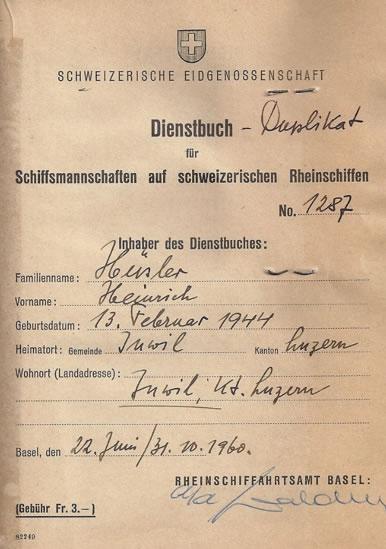 SCHWEIZERISCHE EIDGENOSSENSCHAFT
Dienstbuch - Duplikat
für
Schiffsmannschaften auf schweizerischen Rheinschiffen
No. 1287
Inhaber des Dienstbuches:
Familienname: Hüsler
Vorname: Heinrich
Geburtsdatum: 13. Februar 1944
Heimatort: Gemeinde Inwil Kanton Luzern
Wohnort (Landadresse):
Inwil, Kt. Luzern
Basel, den 22. Juni/31. 10. 1960.
RHEINSCHIFFAHRTSAMT BASEL:
(Gebühr Fr. 3.–)
82249